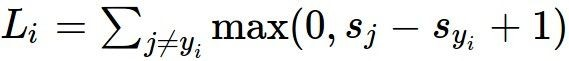 $L_i = \sum_{j \neq y_i} \max(0, s_j - s_{y_i} + 1)$